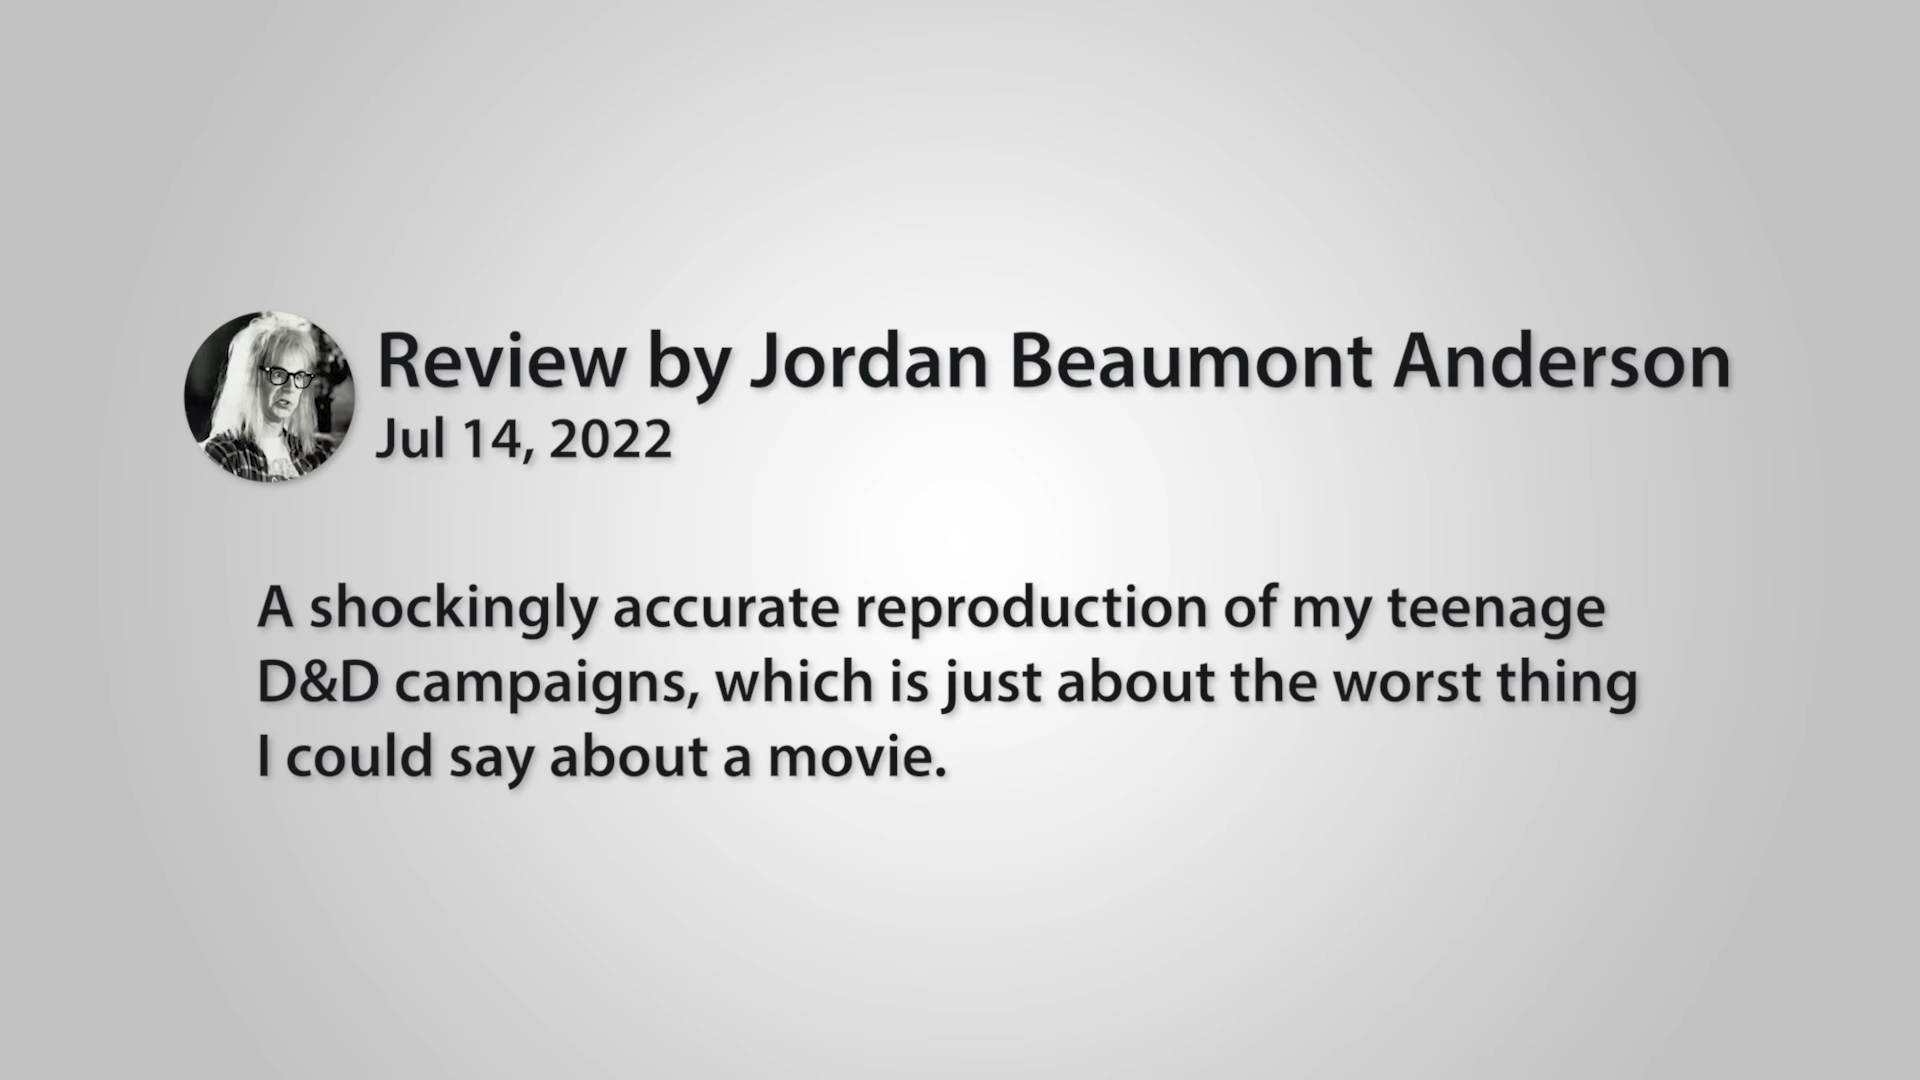 Review by Jordan Beaumont Anderson
Jul 14, 2022
A shockingly accurate reproduction of my teenage
D&D campaigns, which is just about the worst thing
I could say about a movie.